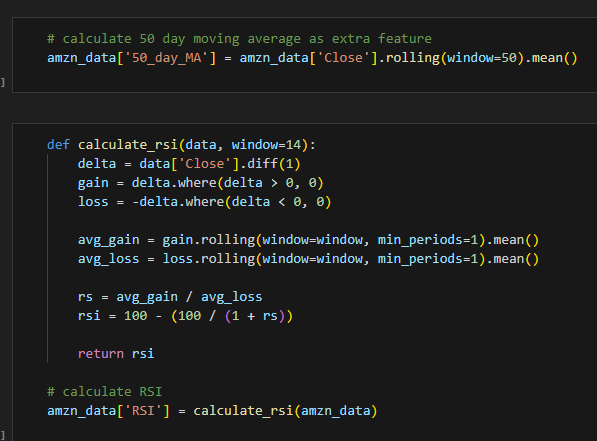 # calculate 50 day moving average as extra feature
amzn_data['50_day_MA'] = amzn_data['Close'].rolling(window=50).mean()
]
def calculate_rsi(data, window=14):
    delta = data['Close'].diff(1)
    gain = delta.where(delta > 0, 0)
    loss = -delta.where(delta < 0, 0)

    avg_gain = gain.rolling(window=window, min_periods=1).mean()
    avg_loss = loss.rolling(window=window, min_periods=1).mean()

    rs = avg_gain / avg_loss
    rsi = 100 - (100 / (1 + rs))

    return rsi

# calculate RSI
amzn_data['RSI'] = calculate_rsi(amzn_data)
]